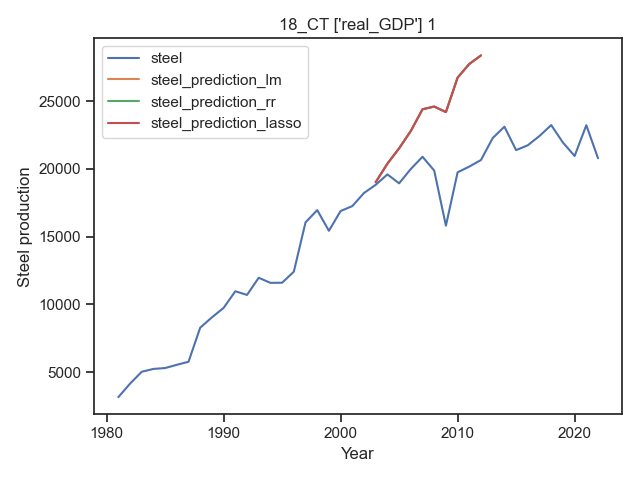 18_CT ['real_GDP'] 1
steel
steel_prediction_lm
steel_prediction_rr
steel_prediction_lasso
Steel production
25000
20000
15000
10000
5000
1980 1990 2000 2010 2020
Year